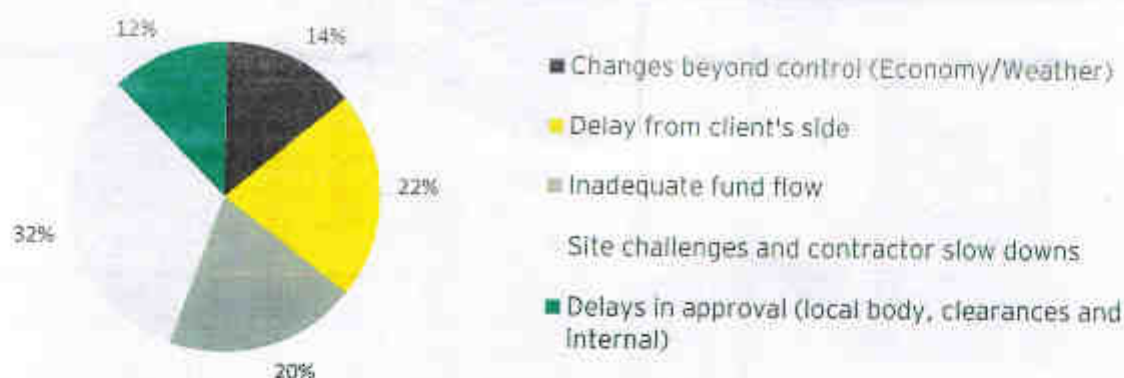 12%
14%
22%
32%
20%
Changes beyond control (Economy/Weather)
Delay from client's side
Inadequate fund flow
Site challenges and contractor slow downs
Delays in approval (local body, clearances and
internal)